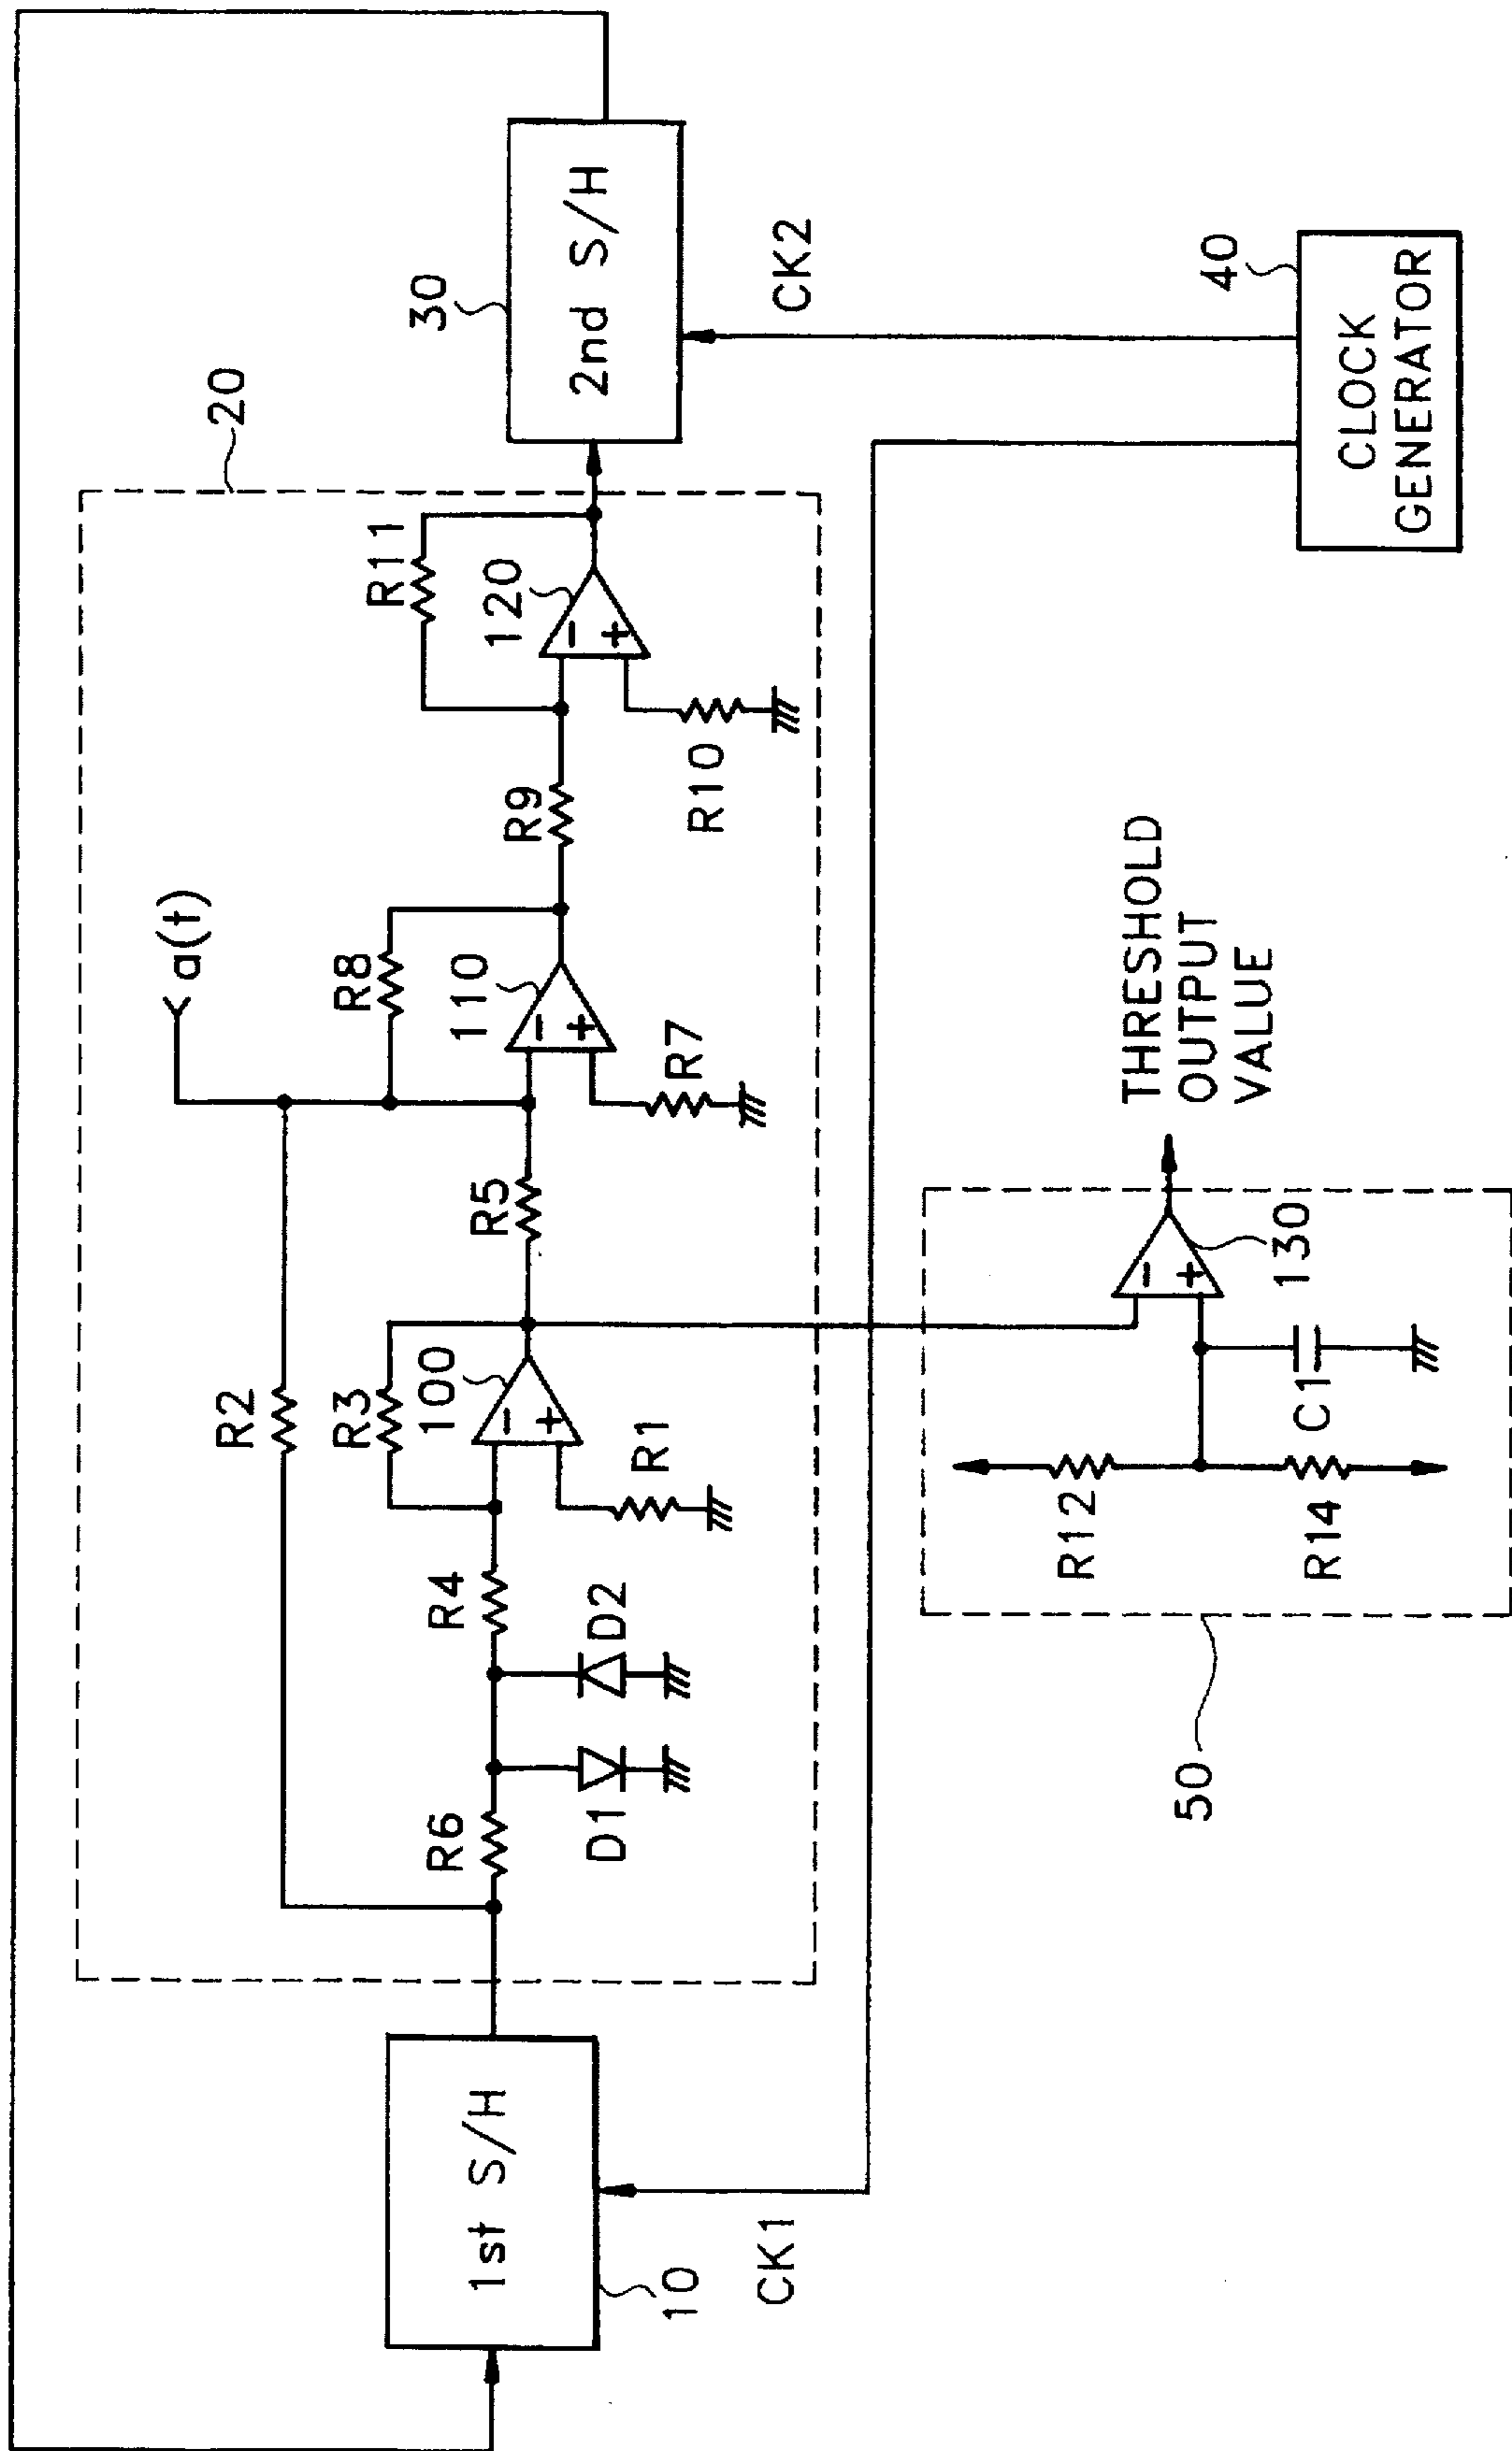 20
a(t)
R2
R8
R11
R3
100
110
120
30
1st S/H
R6
R4
R5
R9
2nd S/H
D1
D2
R1
R7
R10
10
CK1
CK2
THRESHOLD
OUTPUT
VALUE
R12
130
C1
R14
50
40
CLOCK
GENERATOR